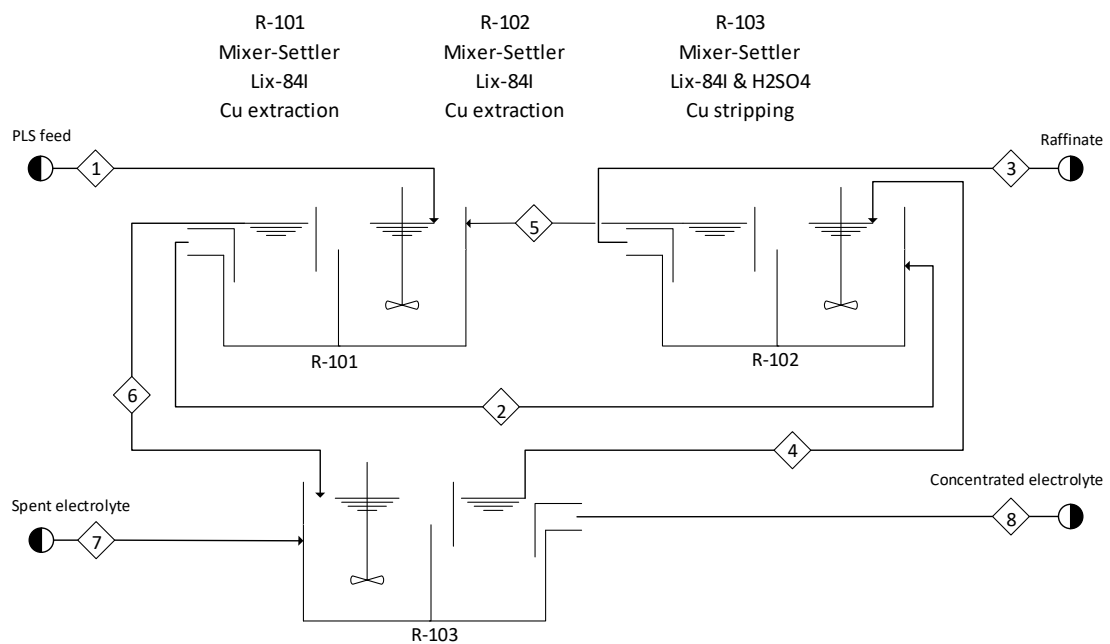 R-101
Mixer-Settler
Lix-84I
Cu extraction
R-102
Mixer-Settler
Lix-84I
Cu extraction
R-103
Mixer-Settler
Lix-84I & H2SO4
Cu stripping
PLS feed
1
3
Raffinate
5
R-101
R-102
6
2
4
Spent electrolyte
7
Concentrated electrolyte
8
R-103